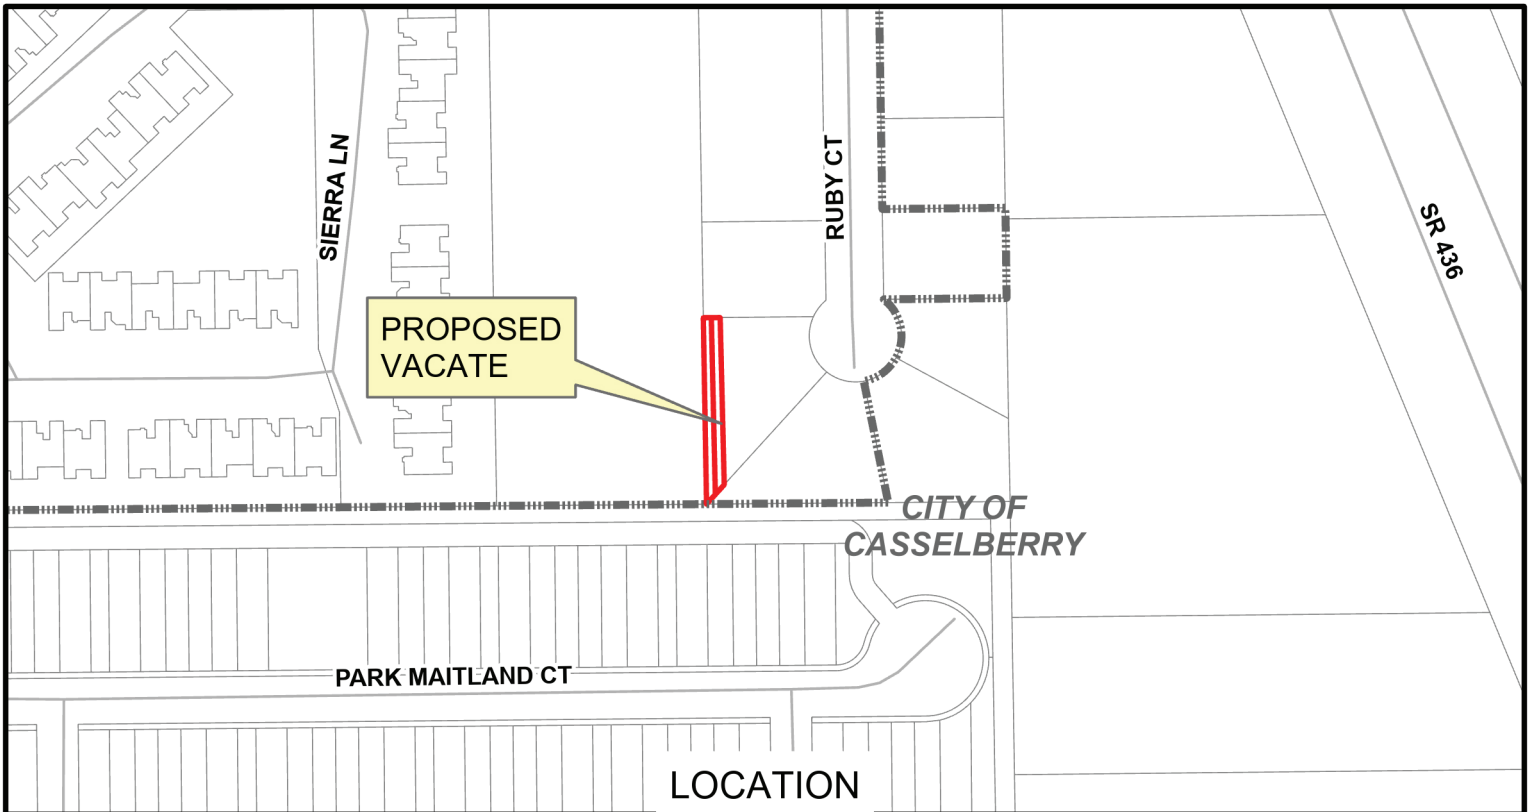 SIERRA LN
RUBY CT
SR 436
PROPOSED
VACATE
CITY OF
CASSELBERRY
PARK MAITLAND CT
LOCATION